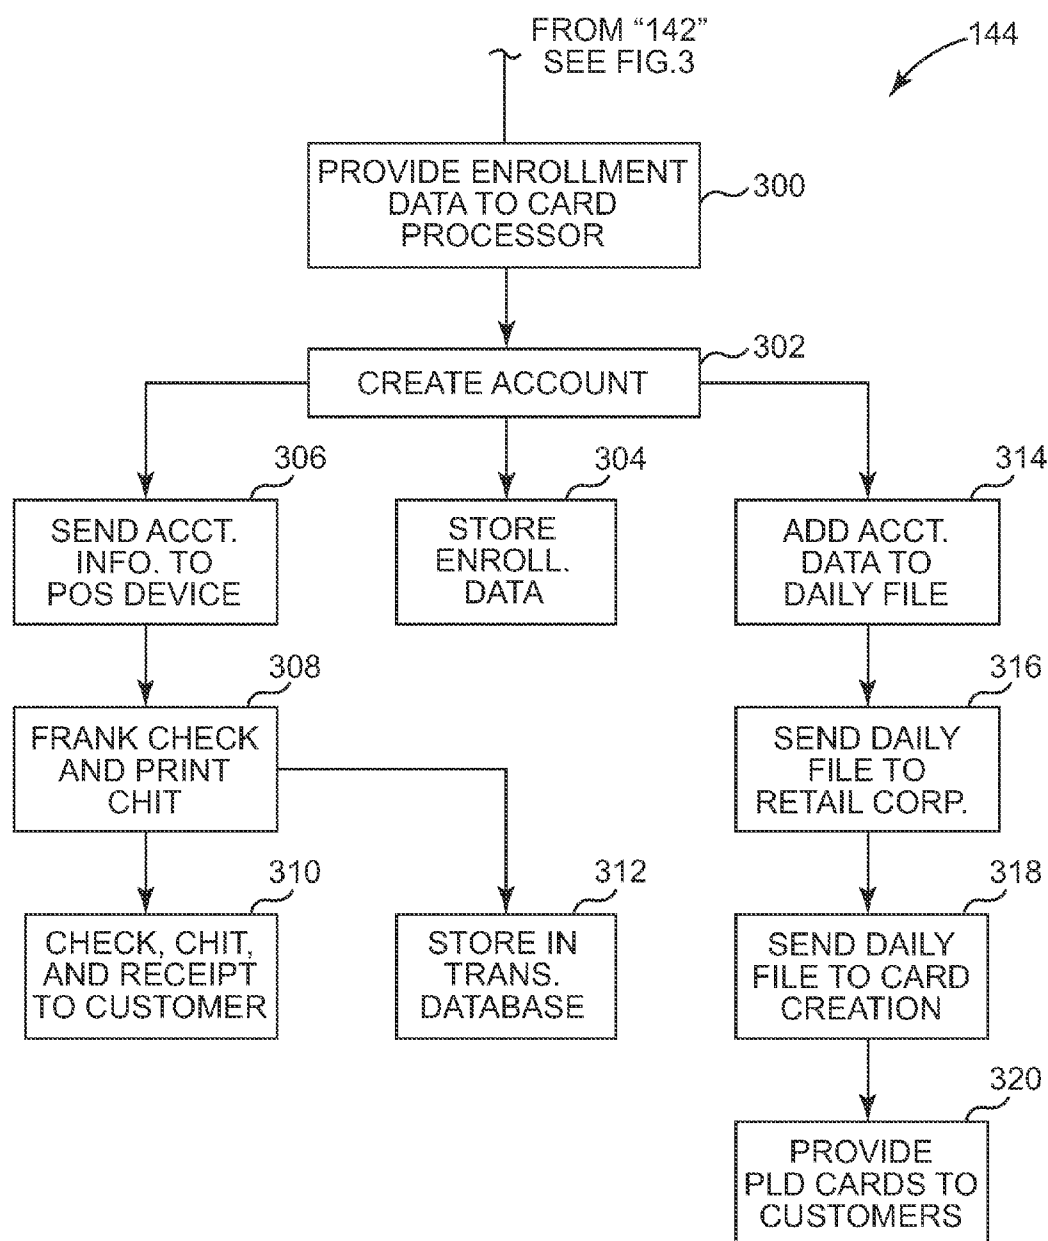 FROM “142”
SEE FIG.3
144
PROVIDE ENROLLMENT
DATA TO CARD
PROCESSOR
300
CREATE ACCOUNT
302
306
SEND ACCT.
INFO. TO
POS DEVICE
304
STORE
ENROLL.
DATA
314
ADD ACCT.
DATA TO
DAILY FILE
308
FRANK CHECK
AND PRINT
CHIT
316
SEND DAILY
FILE TO
RETAIL CORP.
310
CHECK, CHIT,
AND RECEIPT
TO CUSTOMER
312
STORE IN
TRANS.
DATABASE
318
SEND DAILY
FILE TO CARD
CREATION
320
PROVIDE
PLD CARDS TO
CUSTOMERS